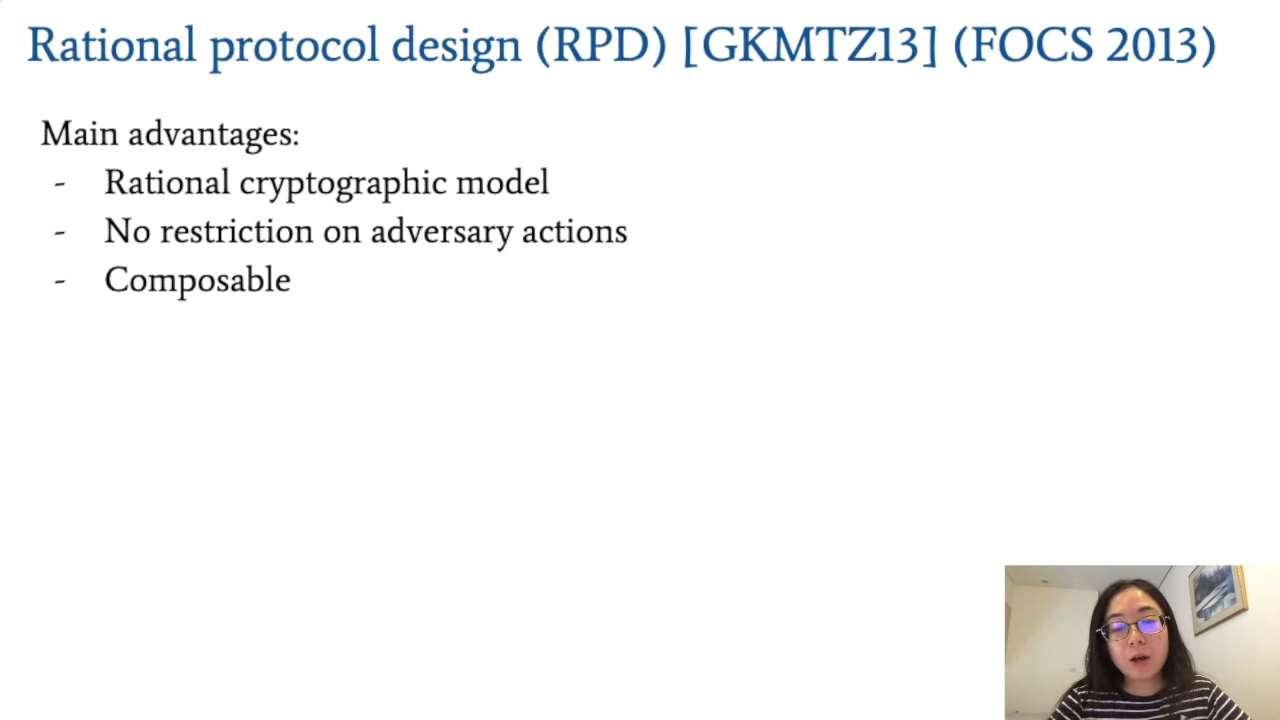 Rational protocol design (RPD) [GKMTZ13] (FOCS 2013)
Main advantages:
- Rational cryptographic model
- No restriction on adversary actions
- Composable